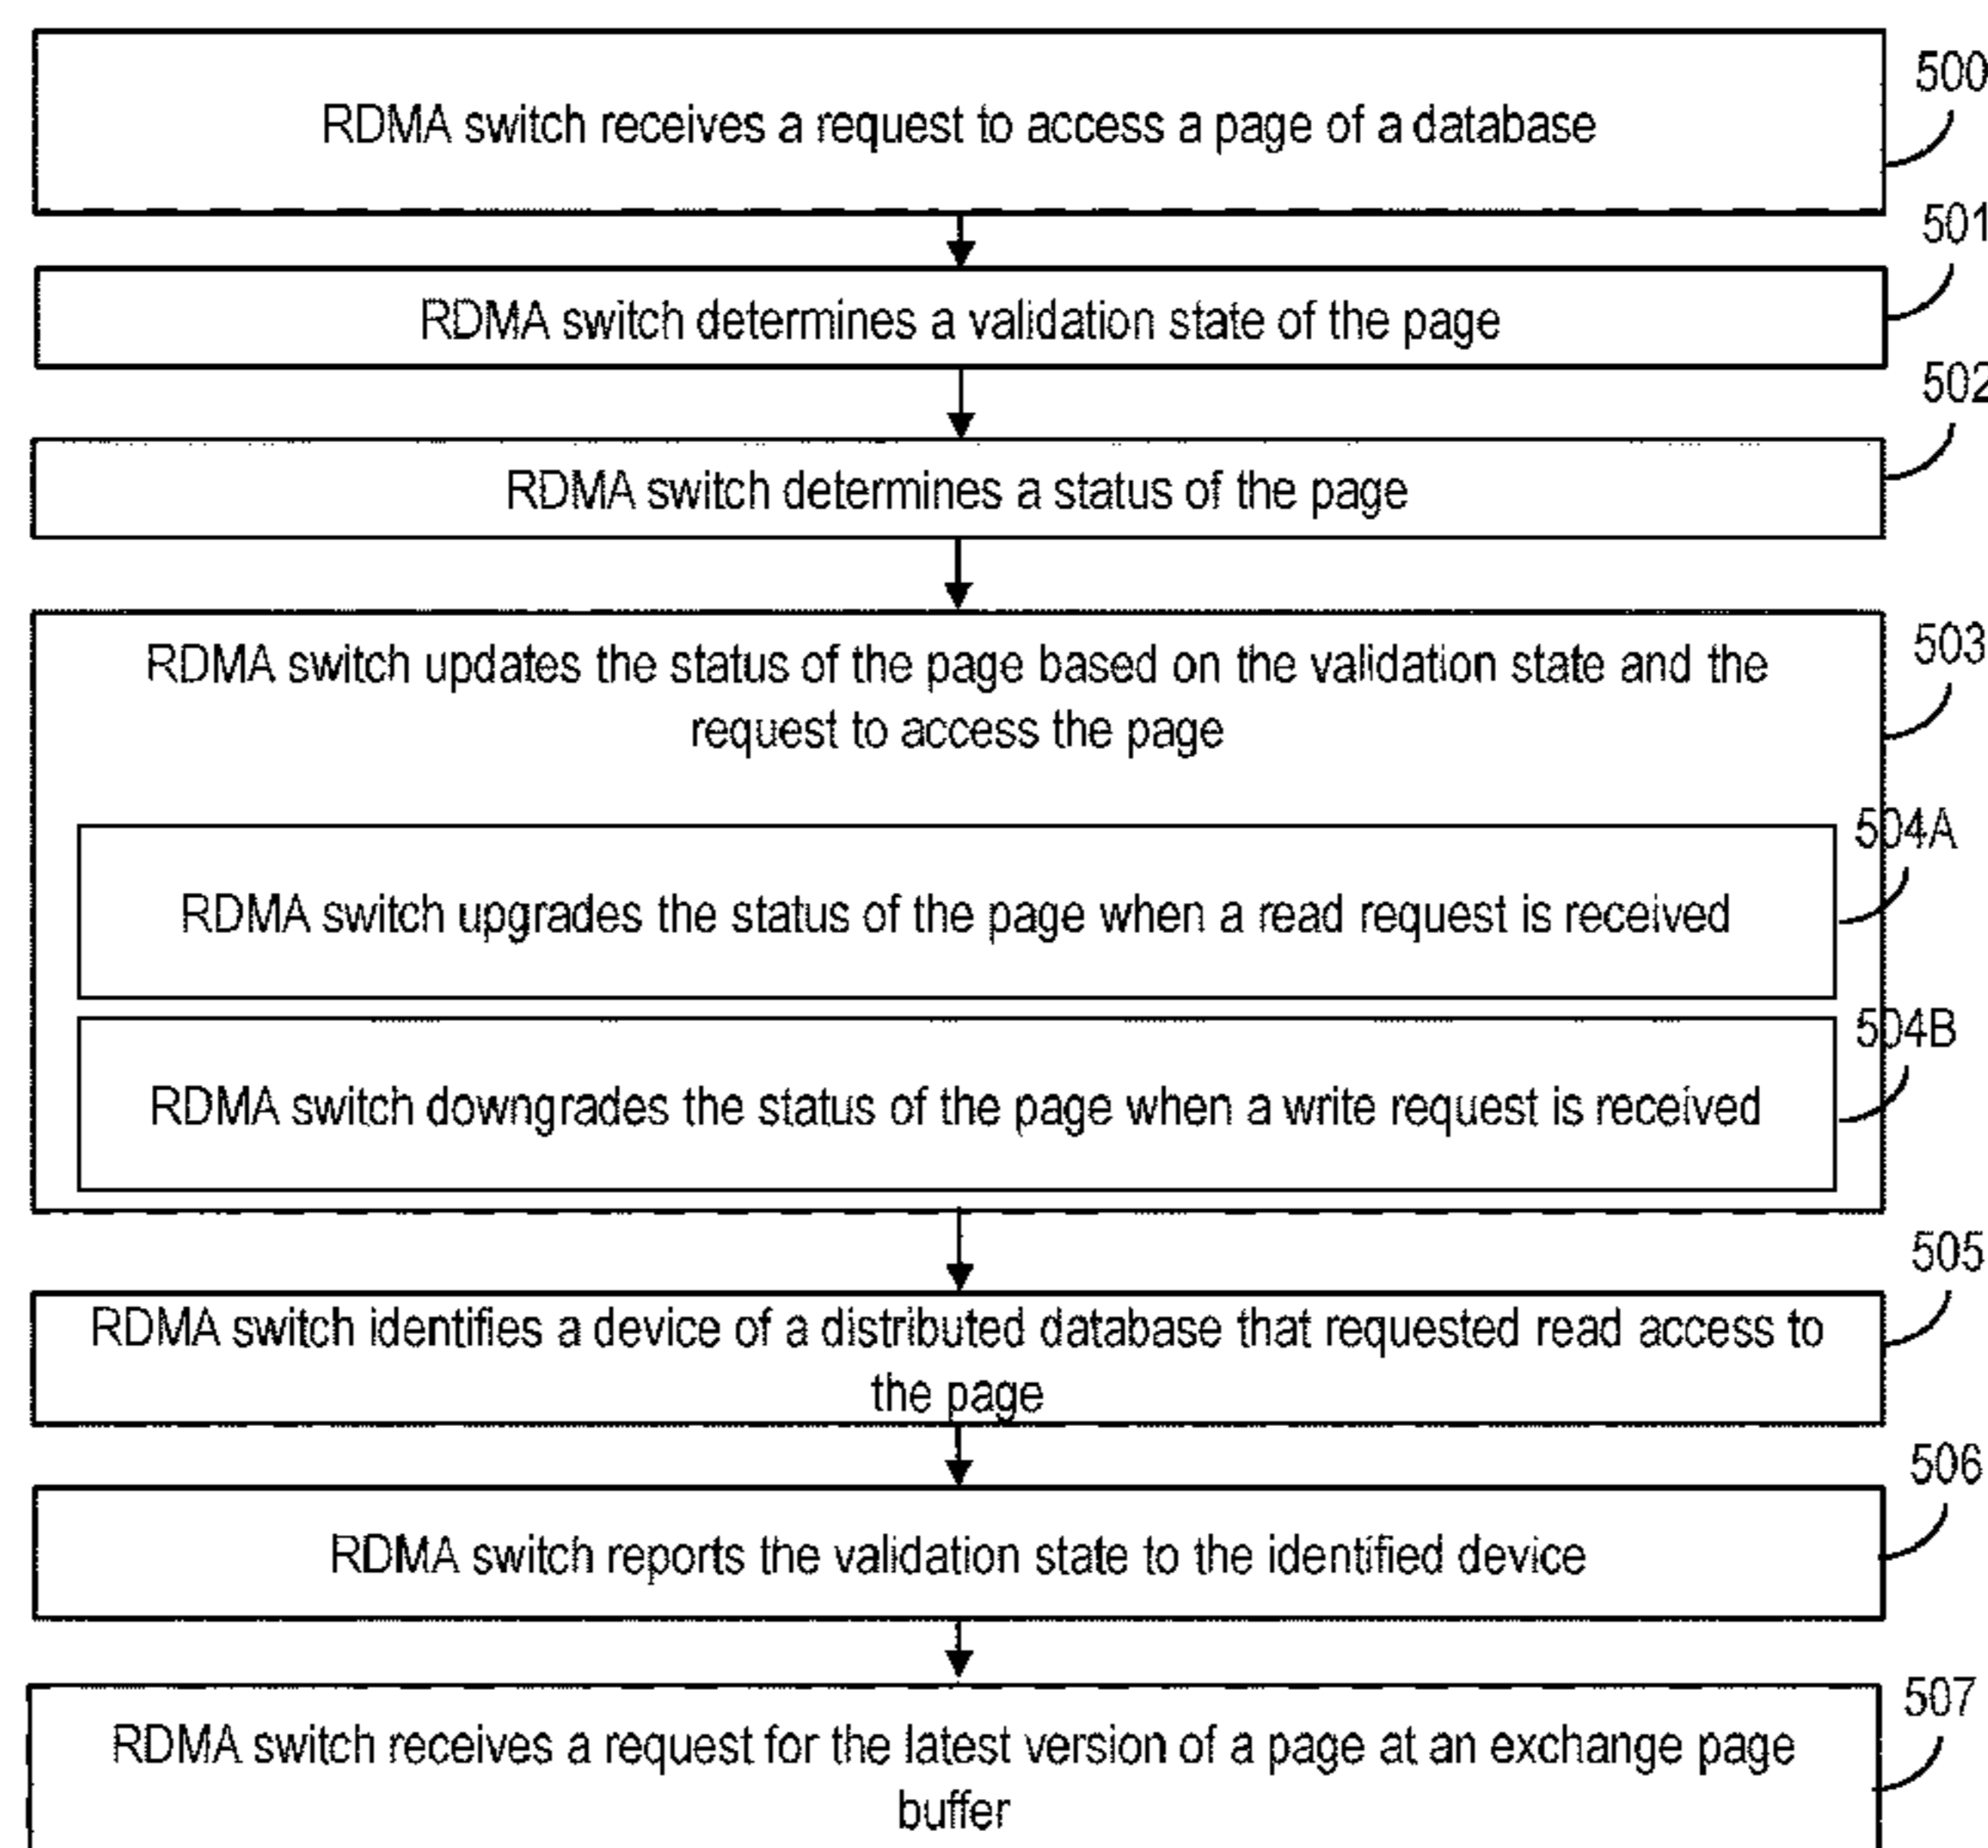 500
RDMA switch receives a request to access a page of a database
501
RDMA switch determines a validation state of the page
502
RDMA switch determines a status of the page
503
RDMA switch updates the status of the page based on the validation state and the
request to access the page
504A
RDMA switch upgrades the status of the page when a read request is received
504B
RDMA switch downgrades the status of the page when a write request is received
505
RDMA switch identifies a device of a distributed database that requested read access to
the page
506
RDMA switch reports the validation state to the identified device
507
RDMA switch receives a request for the latest version of a page at an exchange page
buffer